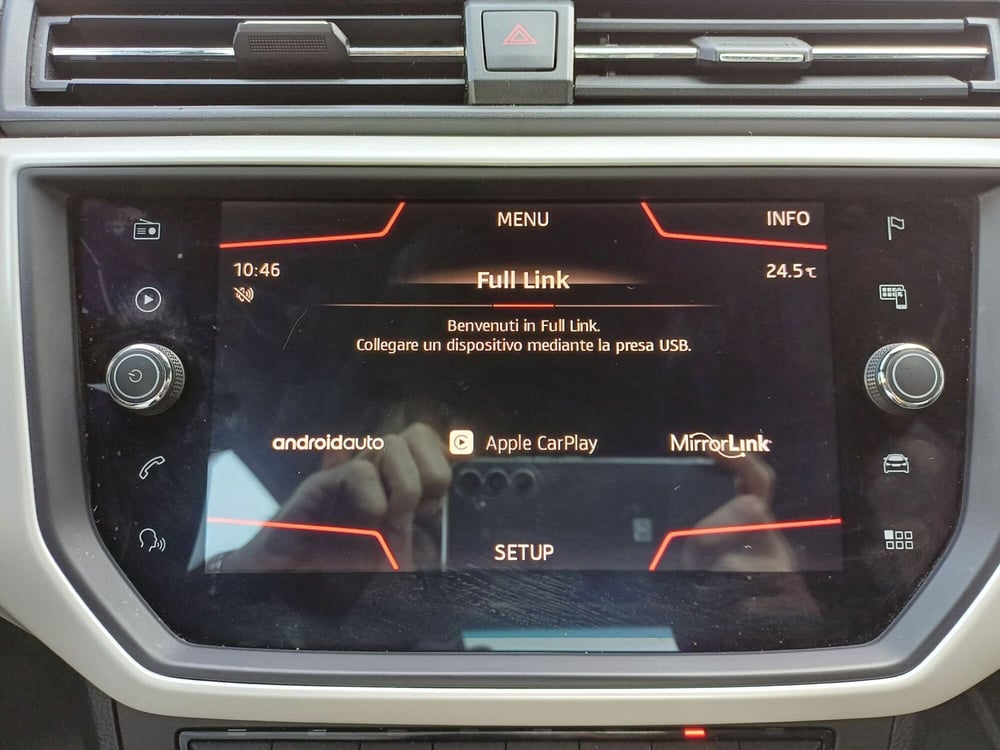 MENU
INFO
10:46
24.5℃
Full Link
Benvenuti in Full Link.
Collegare un dispositivo mediante la presa USB.
androidauto
Apple CarPlay
MirrorLink
SETUP